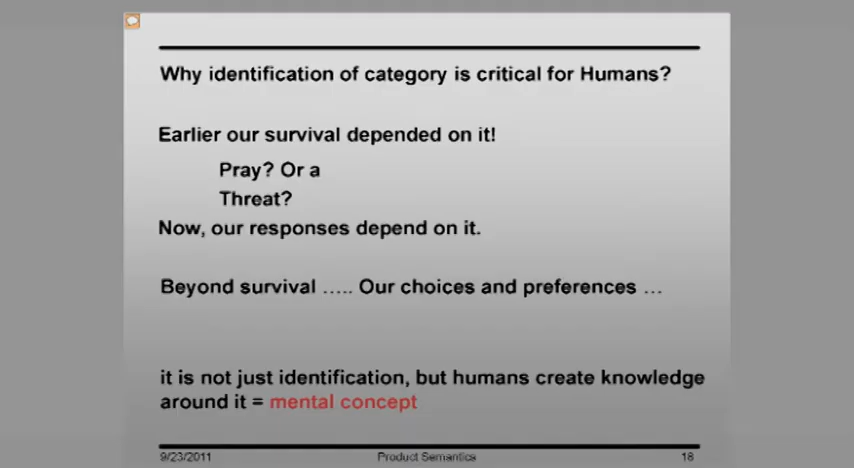 Why identification of category is critical for Humans?
Earlier our survival depended on it!
Pray? Or a
Threat?
Now, our responses depend on it.
Beyond survival ..... Our choices and preferences ...
it is not just identification, but humans create knowledge
around it = mental concept
9/23/2011 Product Semantics 18